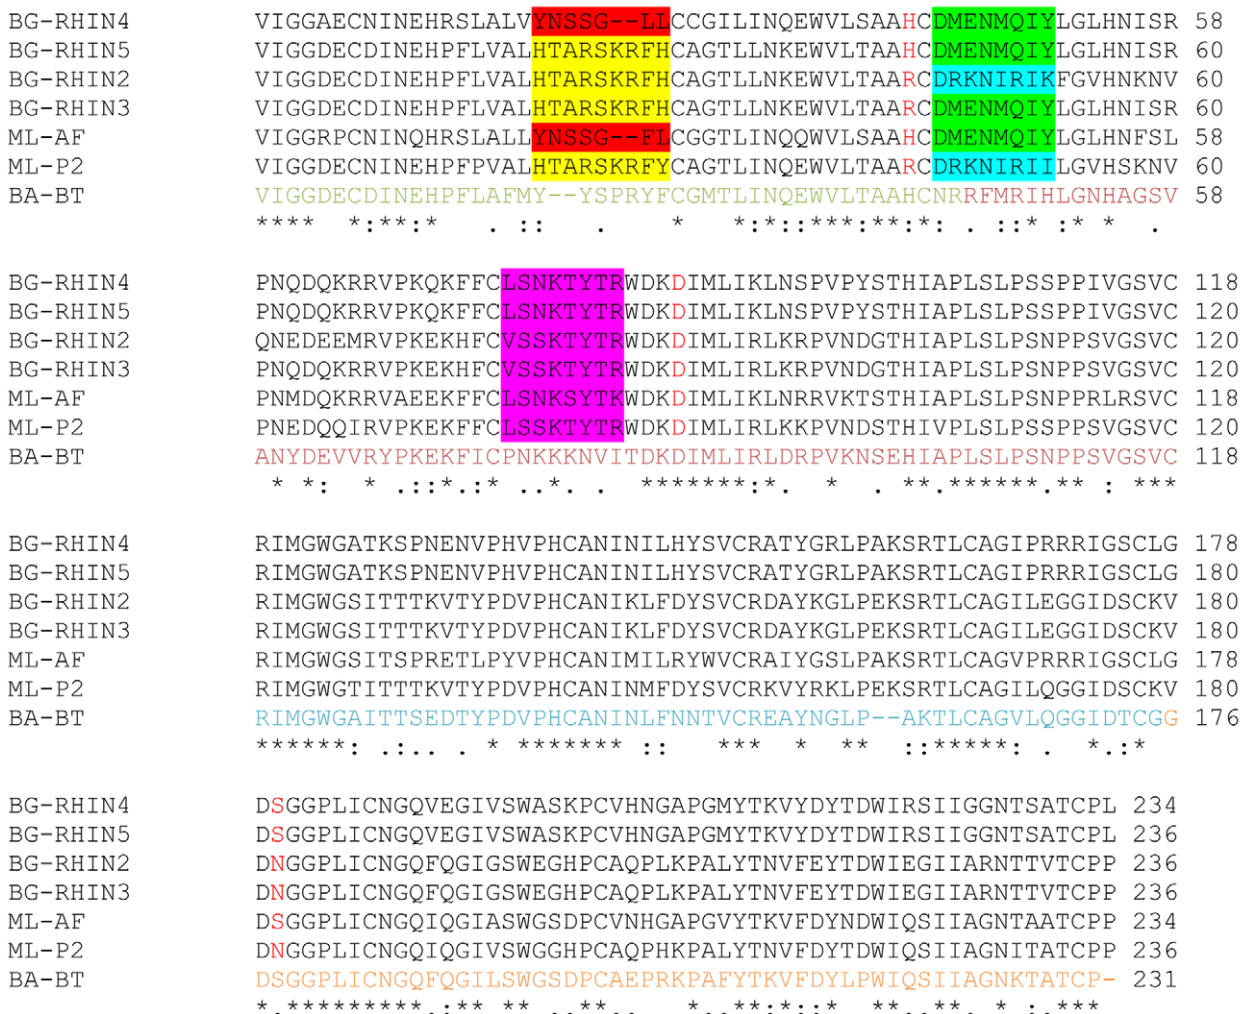 BG-RHIN4 VIGGAECNINEHRSLALVYNSSG--LLCCGILINQEWVLSAAHCDMENMQIYLGLHNISR 58
BG-RHIN5 VIGGDECDINEHPFLVALHTARSKRFHCAGTLLNKEWVLTAAHCDMENMQIYLGLHNISR 60
BG-RHIN2 VIGGDECDINEHPFLVALHTARSKRFHCAGTLLNKEWVLTAARCDRKNIRIKFGVHNKNV 60
BG-RHIN3 VIGGDECDINEHPFLVALHTARSKRFHCAGTLLNKEWVLTAARCDMENMQIYLGLHNISR 60
ML-AF VIGGRPCNINQHRSLALLYNSSG--FLCGGTLINQQWVLSAAHCDMENMQIYLGLHNFSL 58
ML-P2 VIGGDECNINEHPFPVALHTARSKRFYCAGTLINQEWVLTAARCDRKNIRIILGVHSKNV 60
BA-BT VIGGDECDINEHPFLAFMY--YSPRYFCGMTLINQEWVLTAAHCNRRFMRIHLGNHAGSV 58
**** *:**:* . :: . * *:*::***:**:*: . ::* :* * .
BG-RHIN4 PNQDQKRRVPKQKFFCLSNKTYTRWDKDIMLIKLNSPVPYSTHIAPLSLPSSPPIVGSVC 118
BG-RHIN5 PNQDQKRRVPKQKFFCLSNKTYTRWDKDIMLIKLNSPVPYSTHIAPLSLPSSPPIVGSVC 120
BG-RHIN2 QNEDEEMRVPKEKHFCVSSKTYTRWDKDIMLIRLKRPVNDGTHIAPLSLPSNPPSVGSVC 120
BG-RHIN3 PNQDQKRRVPKEKHFCVSSKTYTRWDKDIMLIRLKRPVNDGTHIAPLSLPSNPPSVGSVC 120
ML-AF PNMDQKRRVAEEKFFCLSNKSYTKWDKDIMLIRLNRRVKTSTHIAPLSLPSNPPRLRSVC 118
ML-P2 PNEDQQIRVPKEKFFCLSSKTYTRWDKDIMLIRLKKPVNDSTHIVPLSLPSSPPSVGSVC 120
BA-BT ANYDEVVRYPKEKFICPNKKKNVITDKDIMLIRLDRPVKNSEHIAPLSLPSNPPSVGSVC 118
* *: * .::*.:* ..*. . *******:*. * . **.******.** : ***
BG-RHIN4 RIMGWGATKSPNENVPHVPHCANINILHYSVCRATYGRLPAKSRTLCAGIPRRRIGSCLG 178
BG-RHIN5 RIMGWGATKSPNENVPHVPHCANINILHYSVCRATYGRLPAKSRTLCAGIPRRRIGSCLG 180
BG-RHIN2 RIMGWGSITTTKVTYPDVPHCANIKLFDYSVCRDAYKGLPEKSRTLCAGILEGGIDSCKV 180
BG-RHIN3 RIMGWGSITTTKVTYPDVPHCANIKLFDYSVCRDAYKGLPEKSRTLCAGILEGGIDSCKV 180
ML-AF RIMGWGSITSPRETLPYVPHCANIMILRYWVCRAIYGSLPAKSRTLCAGVPRRRIGSCLG 178
ML-P2 RIMGWGTITTTKVTYPDVPHCANINMFDYSVCRKVYRKLPEKSRTLCAGILQGGIDSCKV 180
BA-BT RIMGWGAITTSEDTYPDVPHCANINLFNNTVCREAYNGLP--AKTLCAGVLQGGIDTCGG 176
******: .:.. . * ******* :: *** * ** ::*****: . *.:*
BG-RHIN4 DSGGPLICNGQVEGIVSWASKPCVHNGAPGMYTKVYDYTDWIRSIIGGNTSATCPL 234
BG-RHIN5 DSGGPLICNGQVEGIVSWASKPCVHNGAPGMYTKVYDYTDWIRSIIGGNTSATCPL 236
BG-RHIN2 DNGGPLICNGQFQGIGSWEGHPCAQPLKPALYTNVFEYTDWIEGIIARNTTVTCPP 236
BG-RHIN3 DNGGPLICNGQFQGIGSWEGHPCAQPLKPALYTNVFEYTDWIEGIIARNTTVTCPP 236
ML-AF DSGGPLICNGQIQGIASWGSDPCVNHGAPGVYTKVFDYNDWIQSIIAGNTAATCPP 234
ML-P2 DNGGPLICNGQIQGIVSWGGHPCAQPHKPALYTNVFDYTDWIQSIIAGNITATCPP 236
BA-BT DSGGPLICNGQFQGILSWGSDPCAEPRKPAFYTKVFDYLPWIQSIIAGNKTATCP- 231
*.*********.:** ** ..**.. *..**:*::* **..**. * :.***